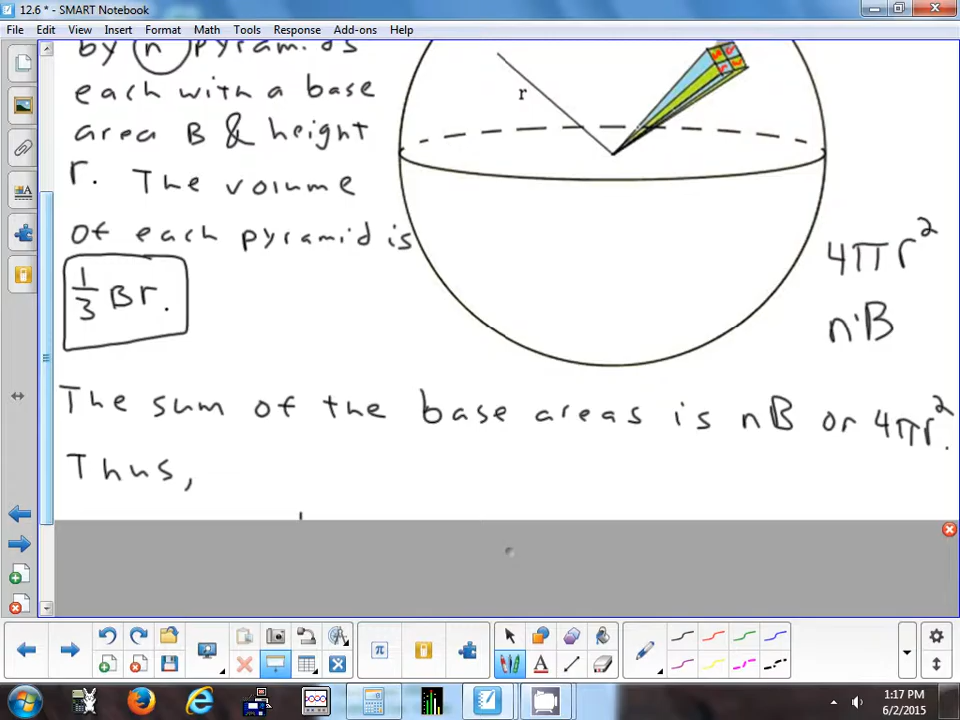 12.6 * - SMART Notebook
File Edit View Insert Format Math Tools Response Add-ons Help
by n pyramids
each with a base
area B & height
r. The volume
of each pyramid is
1/3 Br.
r
4πr²
n·B
The sum of the base areas is nB or 4πr².
Thus,
π
A
1:17 PM
6/2/2015